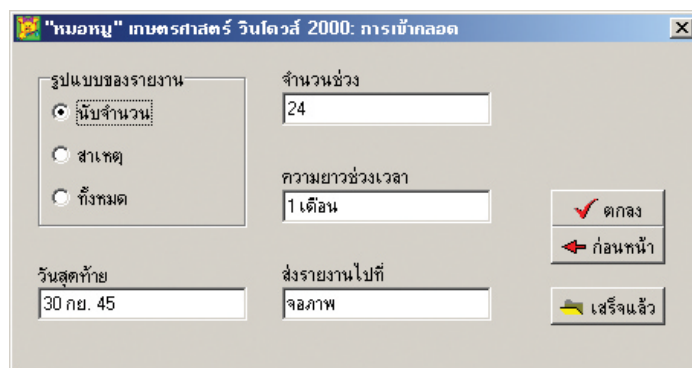 "หมอหมู" เกษตรศาสตร์ วินโดวส์ 2000: การเข้าคลอด
รูปแบบของรายงาน
นับจำนวน
สาเหตุ
ทั้งหมด
จำนวนช่วง
24
ความยาวช่วงเวลา
1 เดือน
วันสุดท้าย
30 กย. 45
ส่งรายงานไปที่
จอภาพ
ตกลง
ก่อนหน้า
เสร็จแล้ว